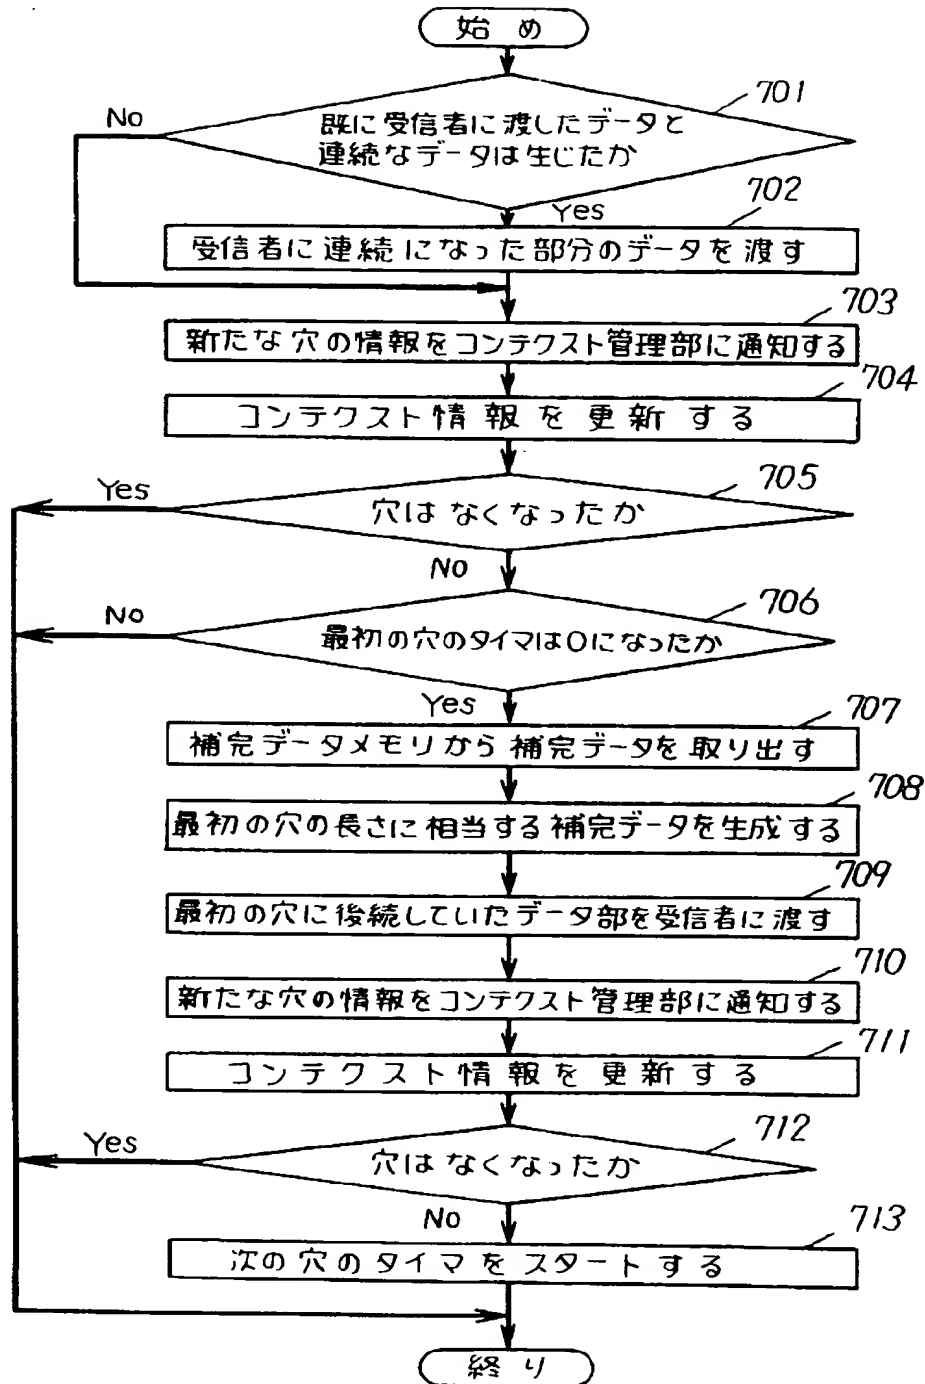 始め
701
No
既に受信者に渡したデータと
連続なデータは生じたか
Yes
702
受信者に連続になった部分のデータを渡す
703
新たな穴の情報をコンテクスト管理部に通知する
704
コンテクスト情報を更新する
705
Yes
穴はなくなったか
No
706
No
最初の穴のタイマは0になったか
Yes
707
補完データメモリから補完データを取り出す
708
最初の穴の長さに相当する補完データを生成する
709
最初の穴に後続していたデータ部を受信者に渡す
710
新たな穴の情報をコンテクスト管理部に通知する
711
コンテクスト情報を更新する
712
Yes
穴はなくなったか
No
713
次の穴のタイマをスタートする
終り